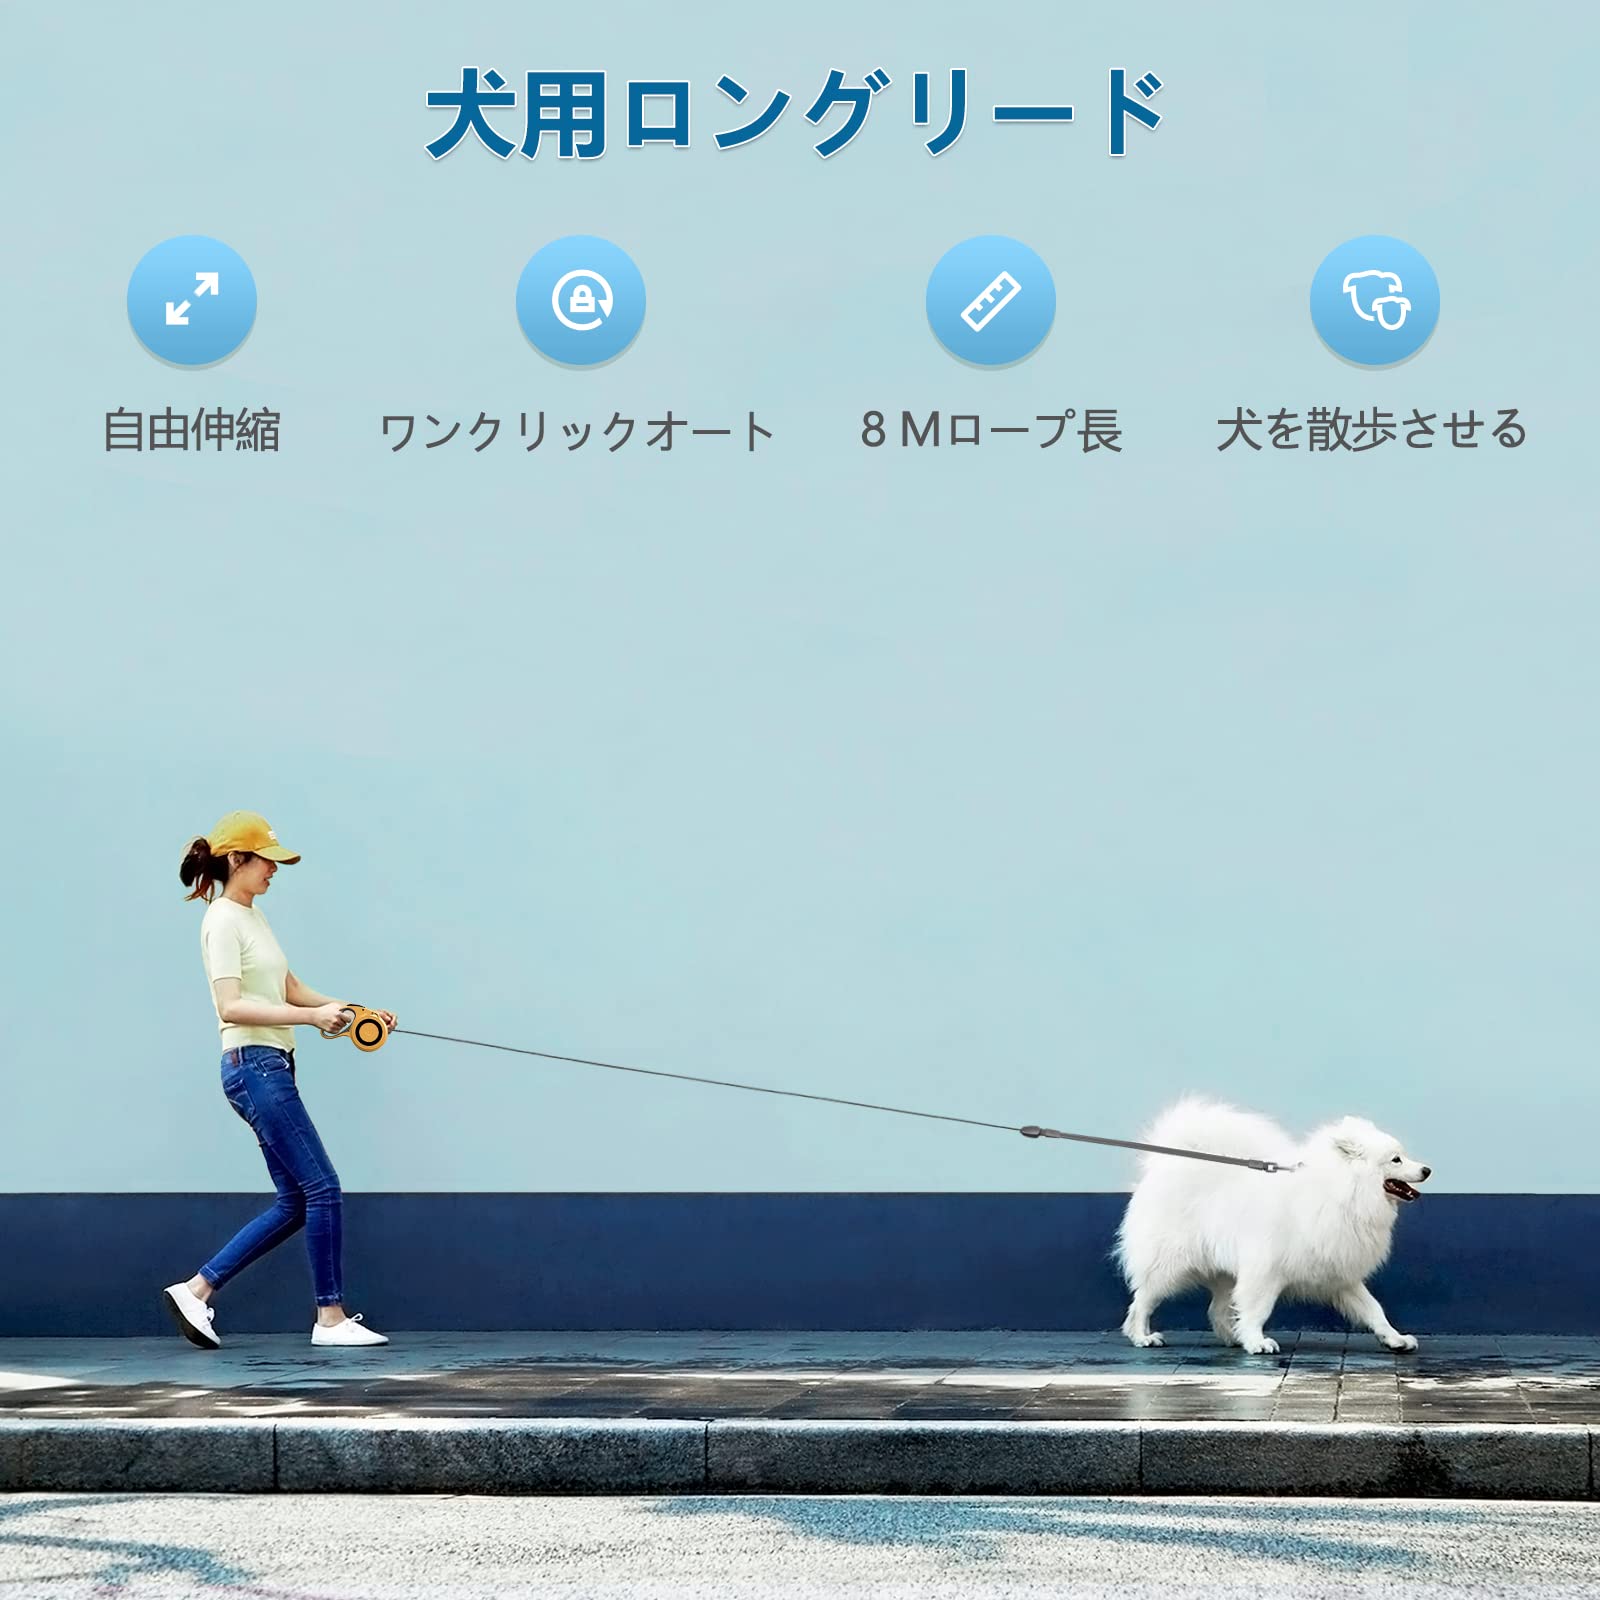 犬用ロングリード
自由伸縮
ワンクリックオート
8 Mロープ長
犬を散歩させる